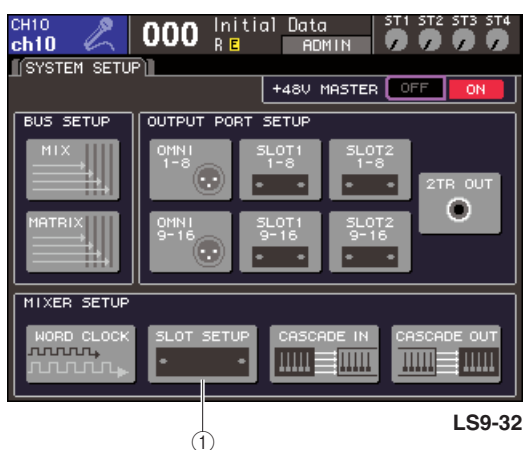 CH10
ch10
000
Initial Data
R E
ADMIN
ST1 ST2 ST3 ST4
SYSTEM SETUP
+48V MASTER
OFF
ON
BUS SETUP
OUTPUT PORT SETUP
MIX
OMNI
1-8
SLOT1
1-8
SLOT2
1-8
2TR OUT
MATRIX
OMNI
9-16
SLOT1
9-16
SLOT2
9-16
MIXER SETUP
WORD CLOCK
SLOT SETUP
CASCADE IN
CASCADE OUT
LS9-32
①